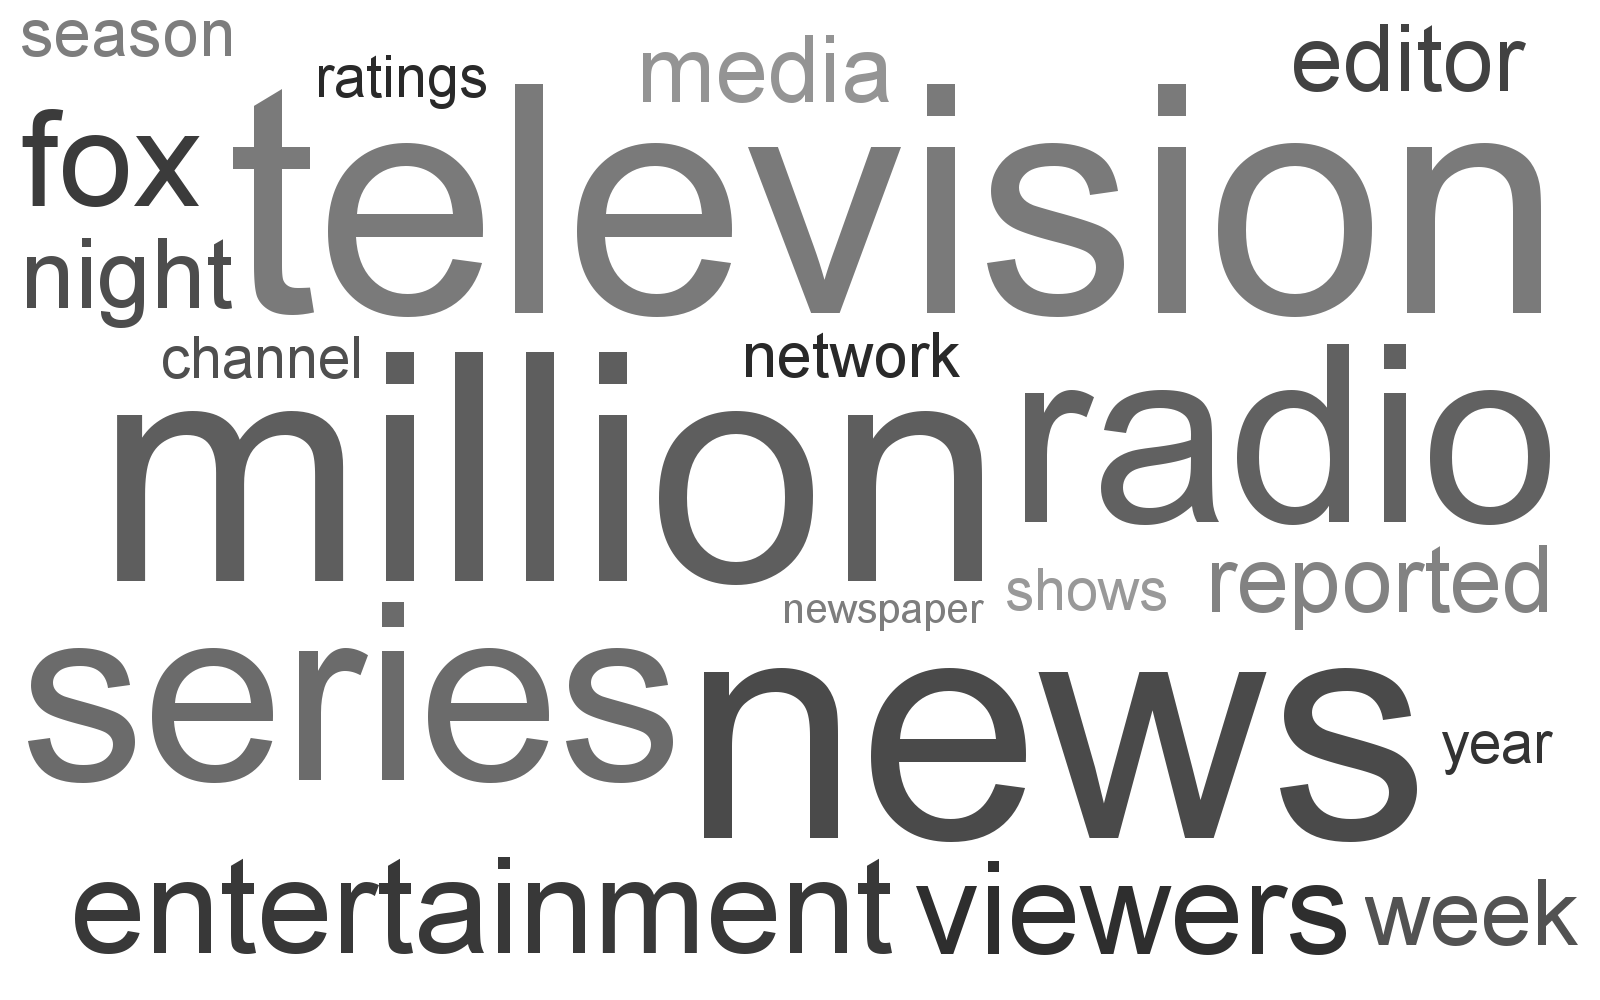 season
ratings
media
editor
fox
television
night
channel
network
million
radio
newspaper
shows
reported
series
news
year
entertainment
viewers
week